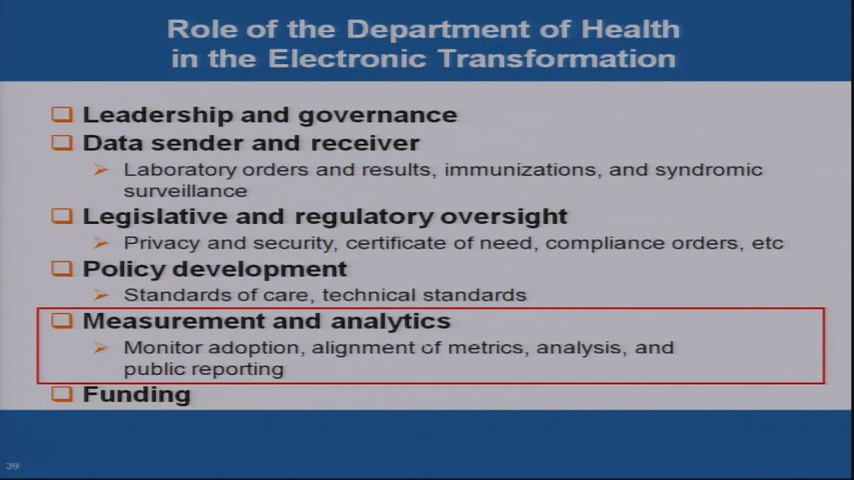 Role of the Department of Health
in the Electronic Transformation
Leadership and governance
Data sender and receiver
Laboratory orders and results, immunizations, and syndromic
surveillance
Legislative and regulatory oversight
Privacy and security, certificate of need, compliance orders, etc
Policy development
Standards of care, technical standards
Measurement and analytics
Monitor adoption, alignment of metrics, analysis, and
public reporting
Funding
39